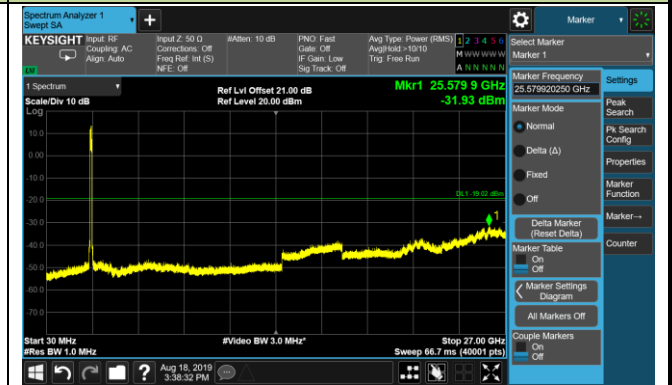 Spectrum Analyzer 1
Swept SA
Marker
KEYSIGHT
Input: RF
Coupling: AC
Align: Auto
Input Z: 50 Ω
Corrections: Off
Freq Ref: Int (S)
NFE: Off
#Atten: 10 dB
PNO: Fast
Gate: Off
IF Gain: Low
Sig Track: Off
Avg Type: Power (RMS)
Avg|Hold:>10/10
Trig: Free Run
1 2 3 4 5 6
M W W W W W
A N N N N N
LXI
1 Spectrum
Scale/Div 10 dB
Log
Ref Lvl Offset 21.00 dB
Ref Level 20.00 dBm
Mkr1 25.579 9 GHz
-31.93 dBm
10.0
0.00
-10.0
-20.0
-30.0
-40.0
-50.0
-60.0
-70.0
DL1 -19.02 dBm
1
Start 30 MHz
#Res BW 1.0 MHz
#Video BW 3.0 MHz*
Stop 27.00 GHz
Sweep 66.7 ms (40001 pts)
Aug 18, 2019
3:38:32 PM
Select Marker
Marker 1
Marker Frequency
25.579920250 GHz
Marker Mode
Normal
Delta (Δ)
Fixed
Off
Delta Marker
(Reset Delta)
Marker Table
On
Off
Marker Settings
Diagram
All Markers Off
Couple Markers
On
Off
Settings
Peak
Search
Pk Search
Config
Properties
Marker
Function
Marker→
Counter